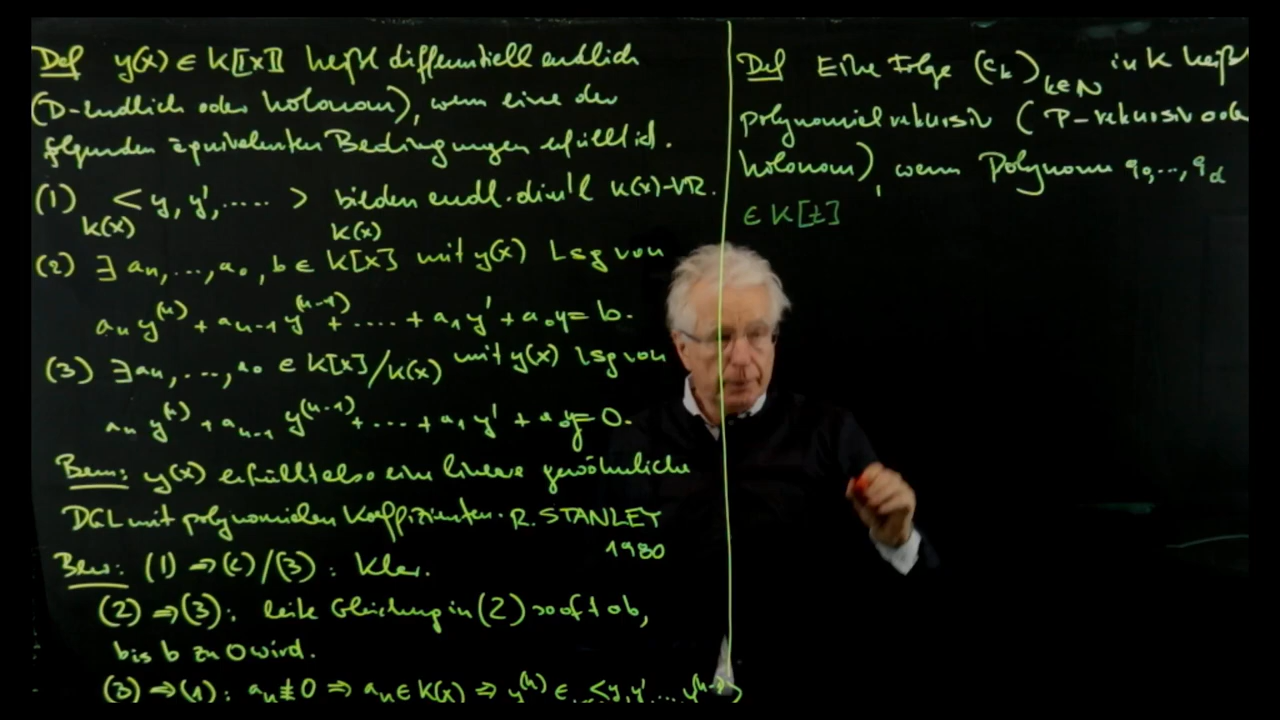 Def y(x) ∈ K[[x]] heißt differentiell endlich
(D-endlich oder holonom), wenn eine der
folgenden äquivalenten Bedingungen erfüllt ist.
(1) < y, y', ..... > bilden endl. dim'l K(x)-VR.
K(x) K(x)
(2) ∃ aₙ, ..., a₀, b ∈ K[x] mit y(x) Lsg von
aₙ y⁽ⁿ⁾ + aₙ₋₁ y⁽ⁿ⁻¹⁾ + .... + a₁ y' + a₀y = b.
(3) ∃ aₙ, ..., a₀ ∈ K[x]/K(x) mit y(x) Lsg von
aₙ y⁽ⁿ⁾ + aₙ₋₁ y⁽ⁿ⁻¹⁾ + ... + a₁ y' + a₀y = 0.
Bem: y(x) erfüllt also eine lineare gewöhnliche
DGL mit polynomialen Koeffizienten. R. STANLEY
1980
Bew: (1) ⇒ (2)/(3): klar.
(2) ⇒ (3): leite Gleichung in (2) so oft ab,
bis b zu 0 wird.
(3) ⇒ (1): aₙ ≢ 0 ⇒ aₙ ∈ K(x) ⇒ y⁽ⁿ⁾ ∈ <y, y', ...
Def Eine Folge (cₖ)ₖ∈ℕ in K heißt
polynomiel rekursiv (P-rekursiv oder
holonom), wenn Polynome q₀, ..., q_d
∈ K[t]